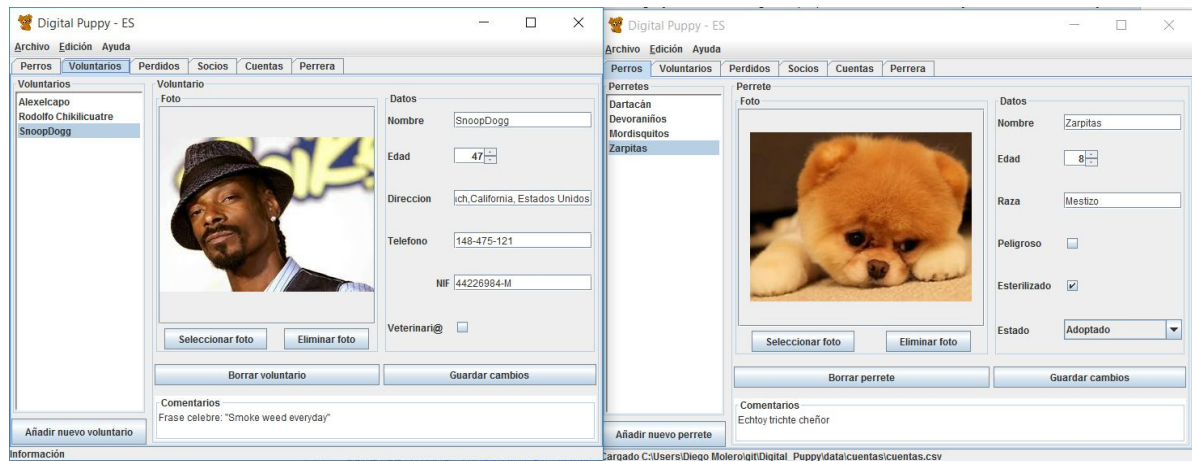 Digital Puppy - ES
Archivo Edición Ayuda
Perros Voluntarios Perdidos Socios Cuentas Perrera
Voluntarios
Alexelcapo
Rodolfo Chikilicuatre
SnoopDogg
Añadir nuevo voluntario
Voluntario
Foto
Seleccionar foto Eliminar foto
Datos
Nombre SnoopDogg
Edad 47
Direccion ıch,California, Estados Unidos
Telefono 148-475-121
NIF 44226984-M
Veterinari@
Borrar voluntario Guardar cambios
Comentarios
Frase celebre: "Smoke weed everyday"
Información
Digital Puppy - ES
Archivo Edición Ayuda
Perros Voluntarios Perdidos Socios Cuentas Perrera
Perretes
Dartacán
Devoraniños
Mordisquitos
Zarpitas
Añadir nuevo perrete
Perrete
Foto
Seleccionar foto Eliminar foto
Datos
Nombre Zarpitas
Edad 8
Raza Mestizo
Peligroso
Esterilizado
Estado Adoptado
Borrar perrete Guardar cambios
Comentarios
Echtoy trichte cheñor
Cargado C:\Users\Diego Molero\git\Digital_Puppy\data\cuentas\cuentas.csv